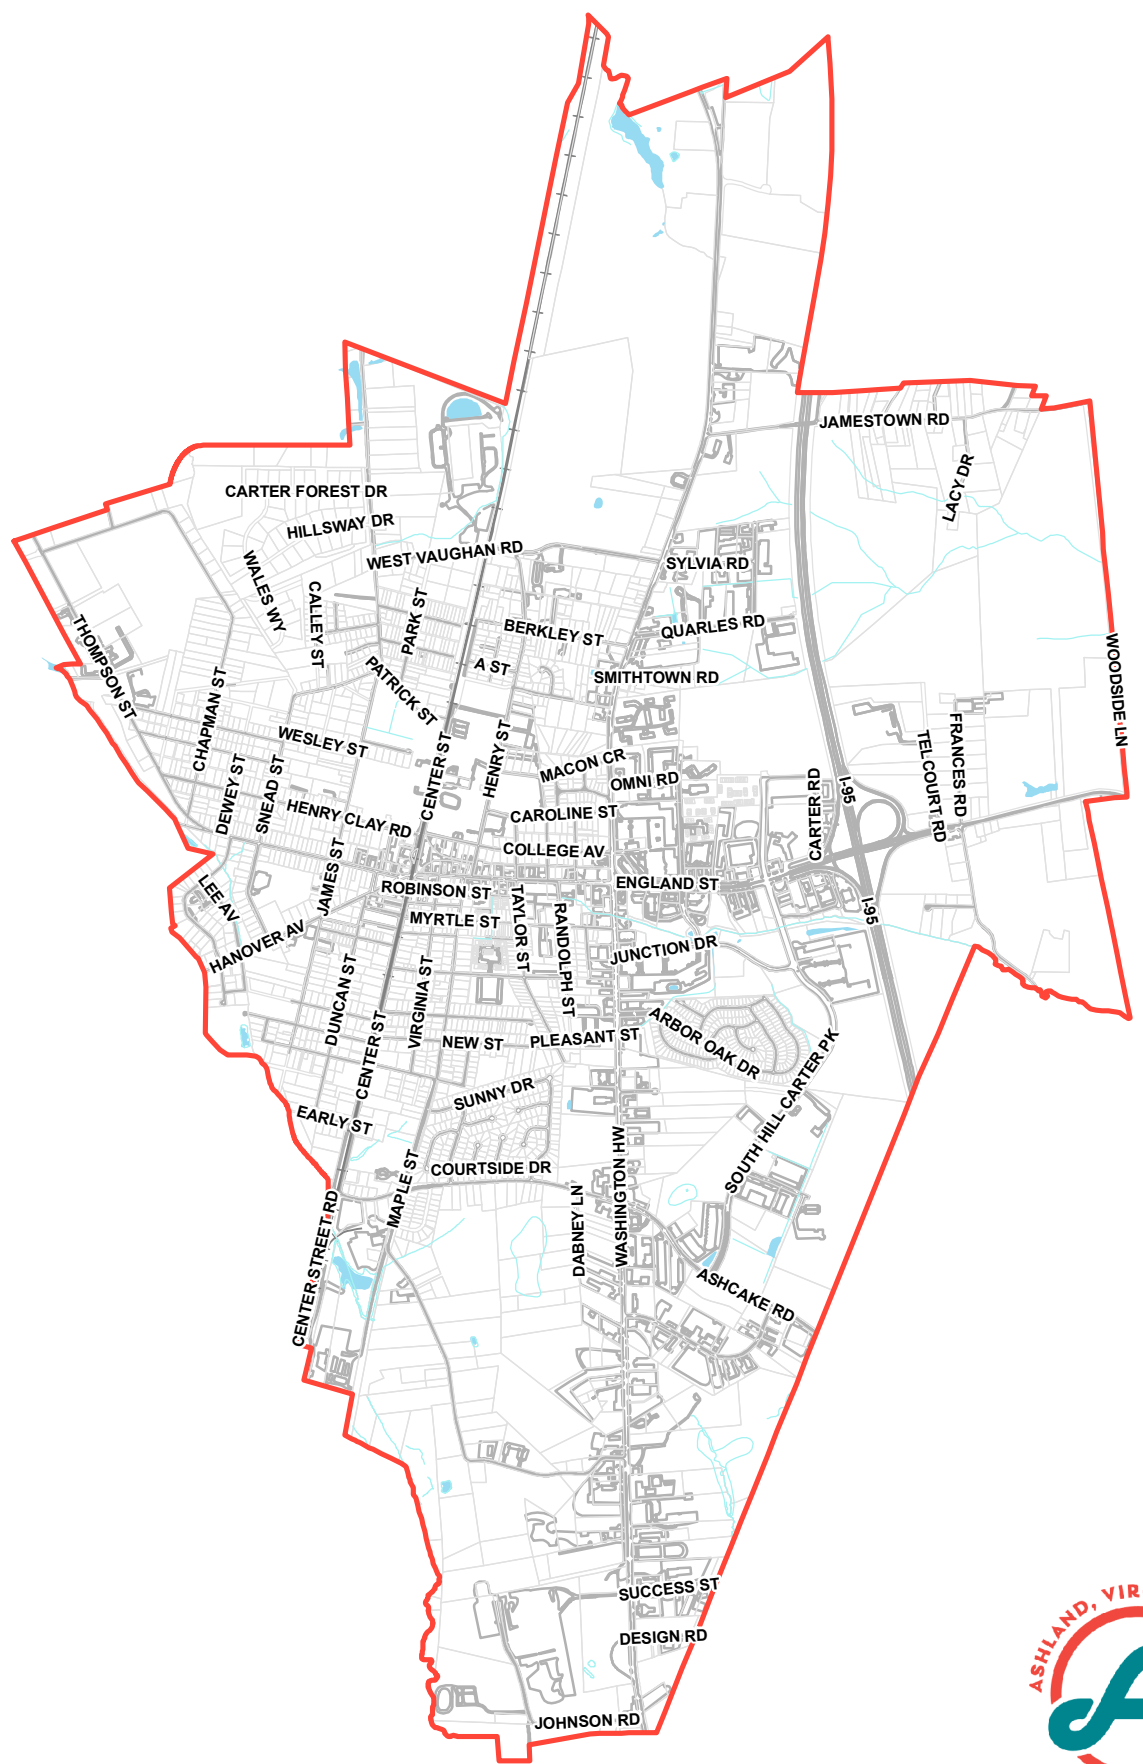 JAMESTOWN RD
LACY DR
CARTER FOREST DR
HILLSWAY DR
WEST VAUGHAN RD
WALES WY
CALLEY ST
PARK ST
SYLVIA RD
QUARLES RD
BERKLEY ST
A ST
SMITHTOWN RD
THOMPSON ST
PATRICK ST
CHAPMAN ST
WOODSIDE LN
WESLEY ST
CENTER ST
HENRY ST
MACON CR
OMNI RD
FRANCES RD
TEL COURT RD
DEWEY ST
SNEAD ST
HENRY CLAY RD
CAROLINE ST
CARTER RD
I-95
COLLEGE AV
JAMES ST
ROBINSON ST
ENGLAND ST
LEE AV
MYRTLE ST
TAYLOR ST
RANDOLPH ST
I-95
HANOVER AV
JUNCTION DR
DUNCAN ST
VIRGINIA ST
CENTER ST
NEW ST
PLEASANT ST
ARBOR OAK DR
SOUTH HILL CARTER PK
SUNNY DR
EARLY ST
COURTSIDE DR
MAPLE ST
WASHINGTON HW
DABNEY LN
CENTER STREET RD
ASHCAKE RD
SUCCESS ST
DESIGN RD
JOHNSON RD
ASHLAND, VIR
A